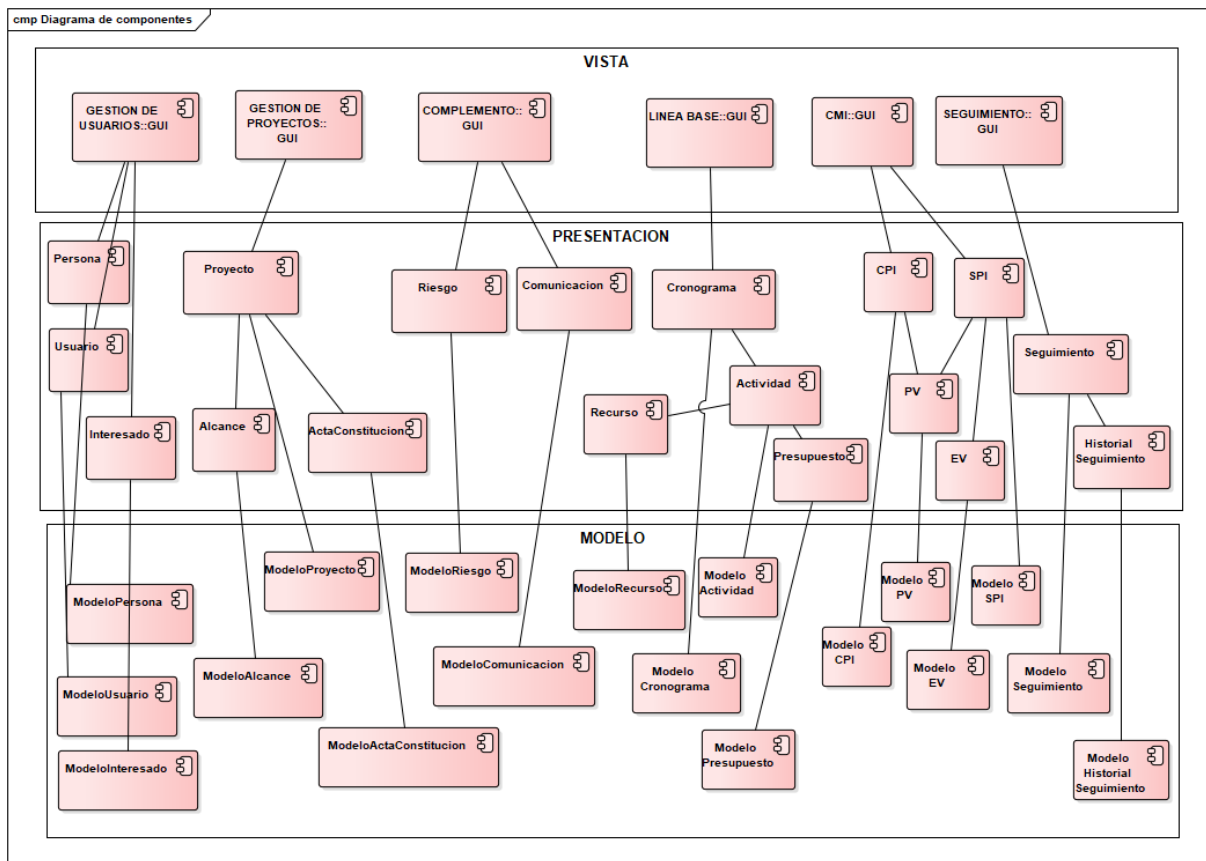 cmp Diagrama de componentes
VISTA
GESTION DE
USUARIOS::GUI
GESTION DE
PROYECTOS::
GUI
COMPLEMENTO::
GUI
LINEA BASE::GUI
CMI::GUI
SEGUIMIENTO::
GUI
PRESENTACION
Persona
Proyecto
Riesgo
Comunicacion
Cronograma
CPI
SPI
Usuario
Seguimiento
Interesado
Alcance
ActaConstitucion
Recurso
Actividad
PV
Presupuesto
EV
Historial
Seguimiento
MODELO
ModeloPersona
ModeloProyecto
ModeloRiesgo
ModeloRecurso
Modelo
Actividad
Modelo
PV
Modelo
SPI
ModeloUsuario
ModeloAlcance
ModeloComunicacion
Modelo
Cronograma
Modelo
CPI
Modelo
EV
Modelo
Seguimiento
ModeloInteresado
ModeloActaConstitucion
Modelo
Presupuesto
Modelo
Historial
Seguimiento